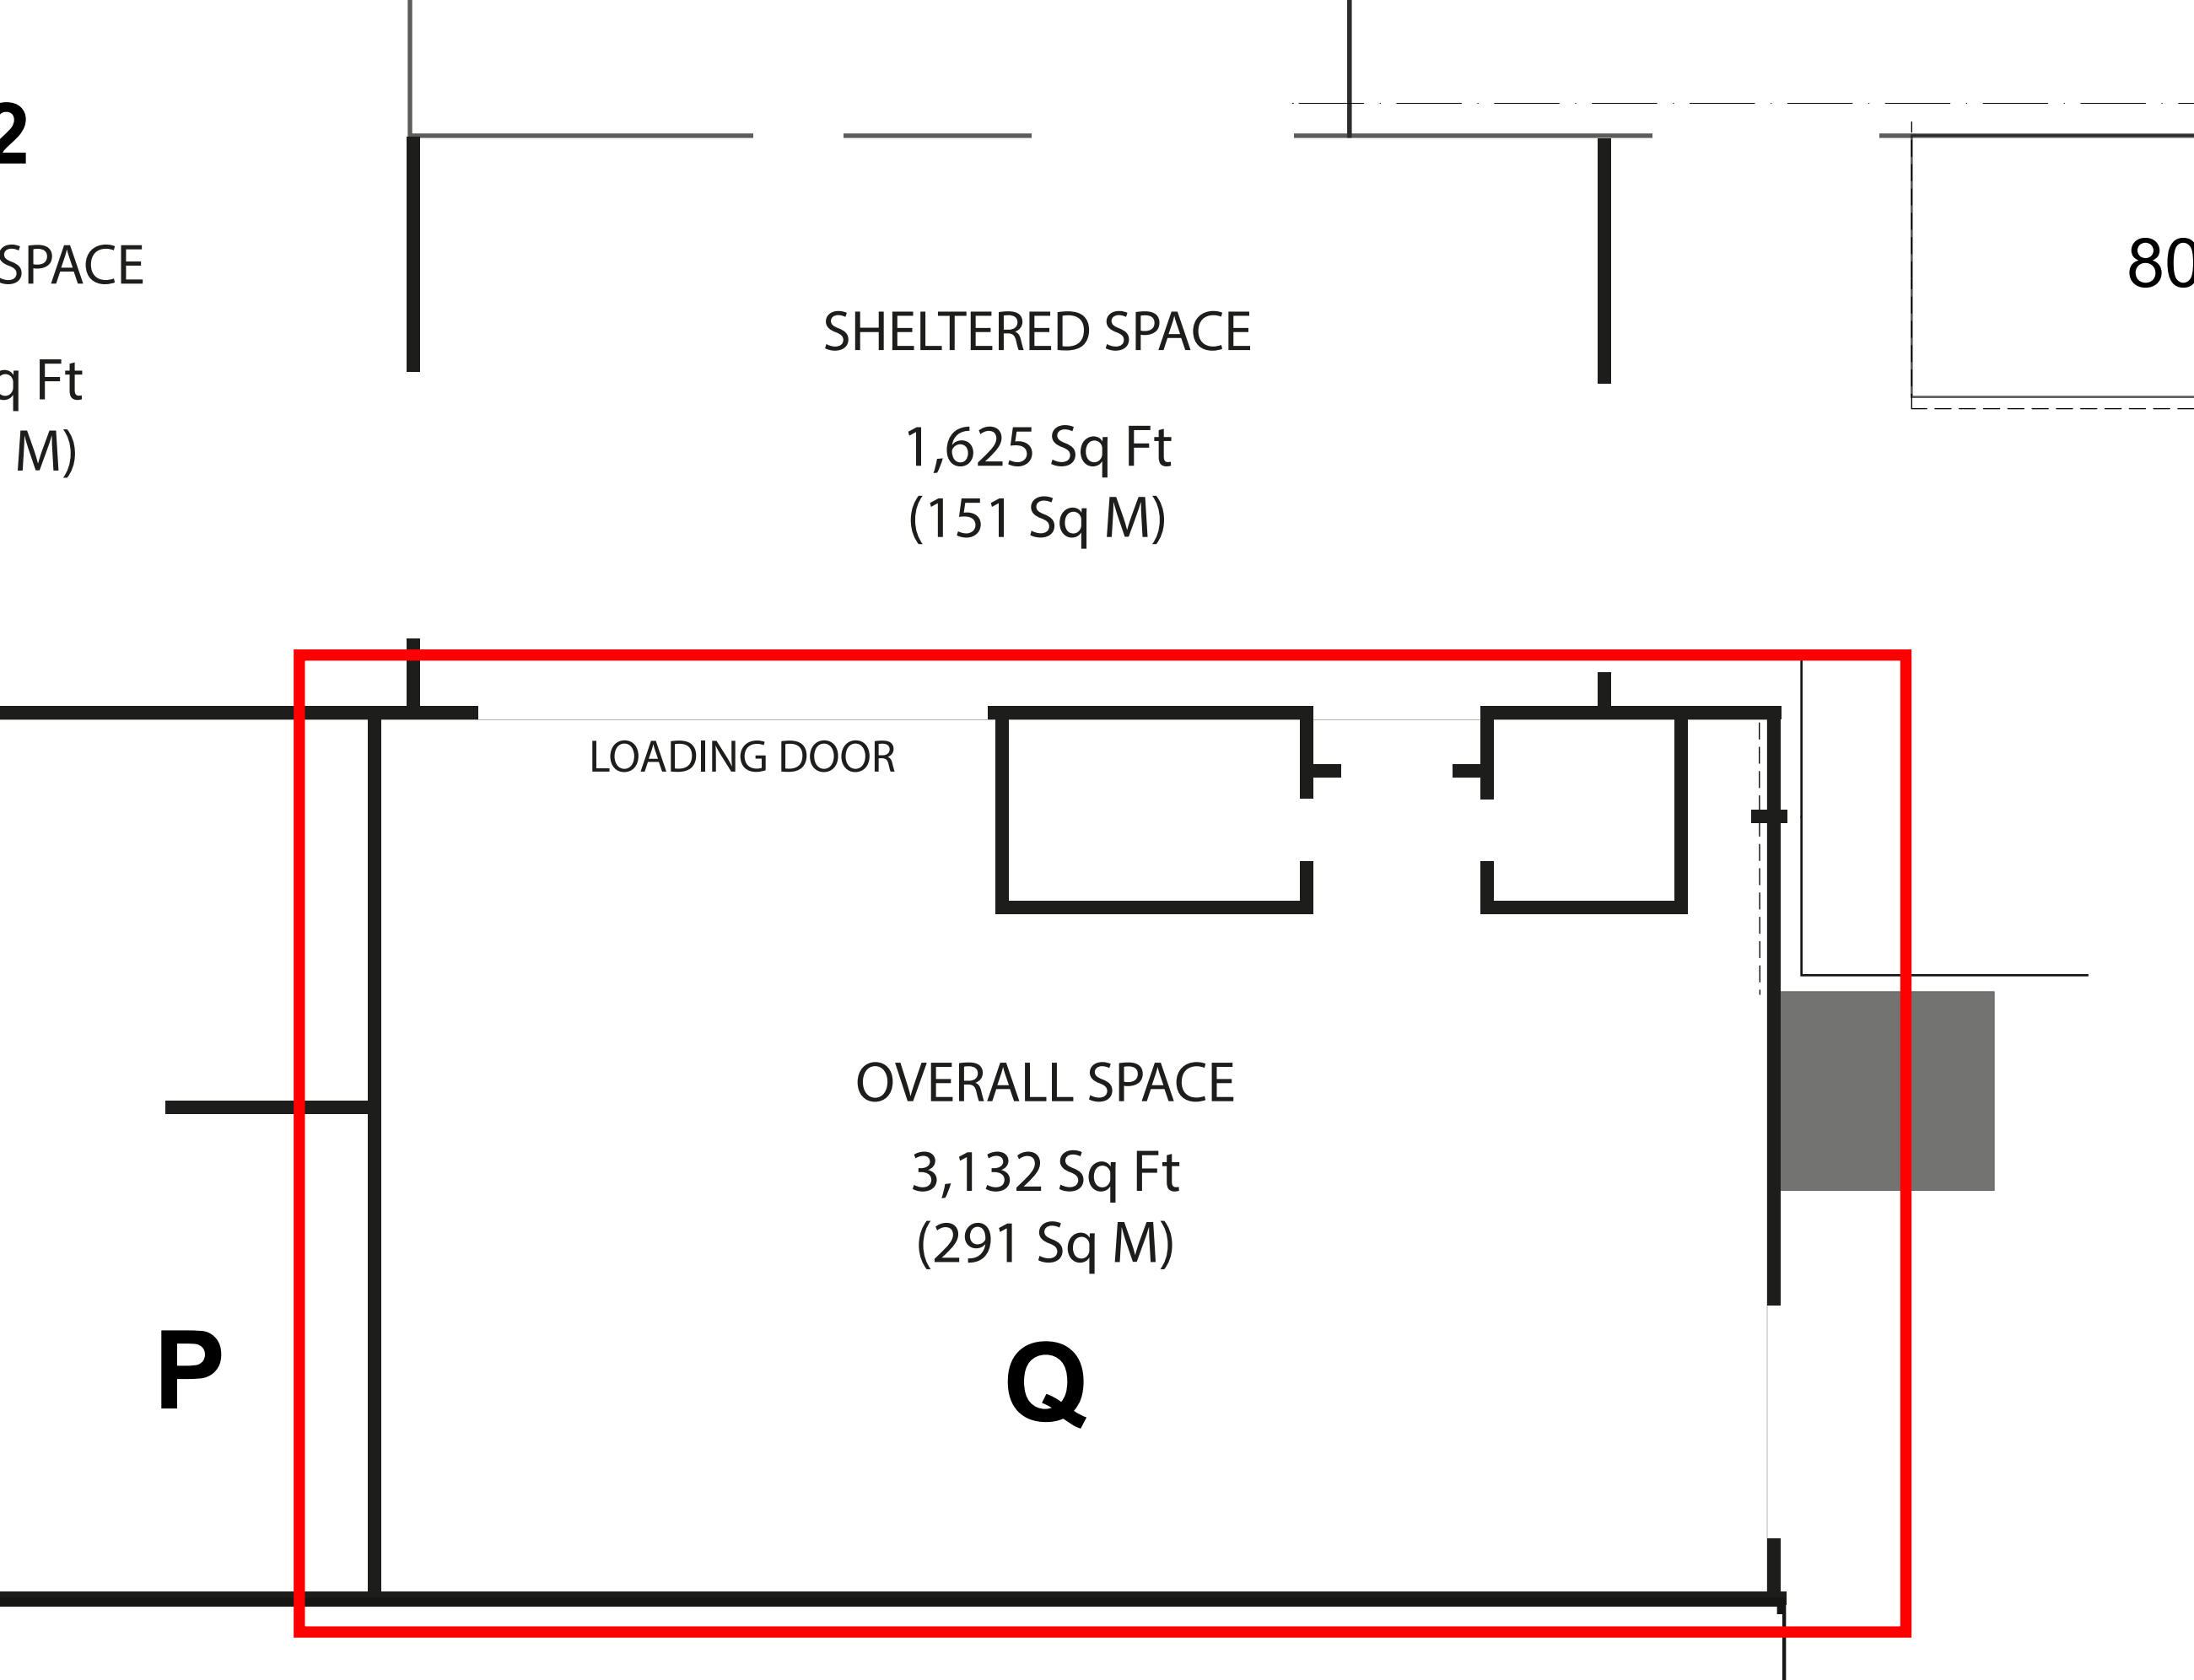 2
SPACE
Ft
M)
SHELTERED SPACE
1,625 Sq Ft
(151 Sq M)
80
LOADING DOOR
OVERALL SPACE
3,132 Sq Ft
(291 Sq M)
P
Q